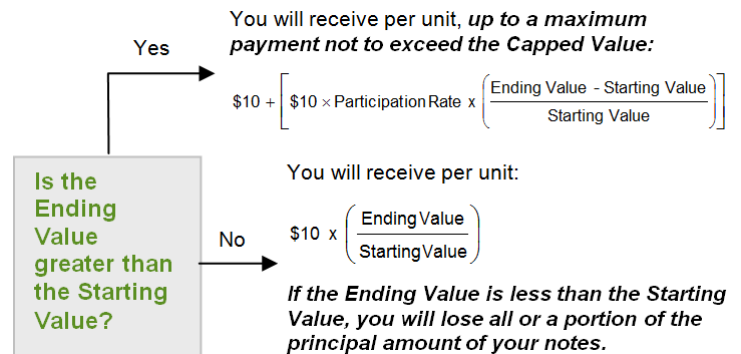 You will receive per unit, up to a maximum
payment not to exceed the Capped Value:
Yes
$10 + [ $10 × Participation Rate x ( Ending Value - Starting Value / Starting Value ) ]
Is the
Ending
Value
greater than
the Starting
Value?
No
You will receive per unit:
$10 x ( Ending Value / Starting Value )
If the Ending Value is less than the Starting
Value, you will lose all or a portion of the
principal amount of your notes.